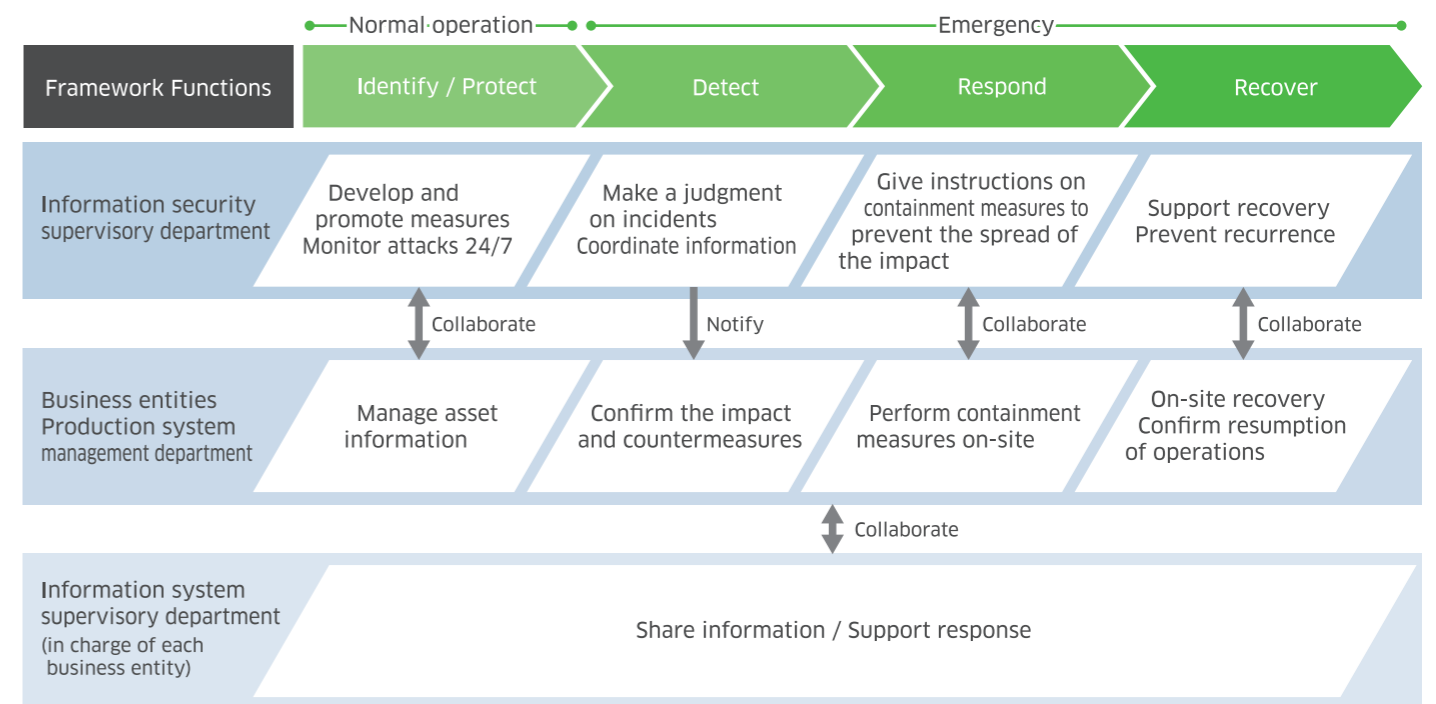 Normal operation
Emergency
Framework Functions
Identify / Protect
Detect
Respond
Recover
Information security
supervisory department
Develop and
promote measures
Monitor attacks 24/7
Make a judgment
on incidents
Coordinate information
Give instructions on
containment measures to
prevent the spread of
the impact
Support recovery
Prevent recurrence
Collaborate
Notify
Collaborate
Collaborate
Business entities
Production system
management department
Manage asset
information
Confirm the impact
and countermeasures
Perform containment
measures on-site
On-site recovery
Confirm resumption
of operations
Collaborate
Information system
supervisory department
(in charge of each
business entity)
Share information / Support response